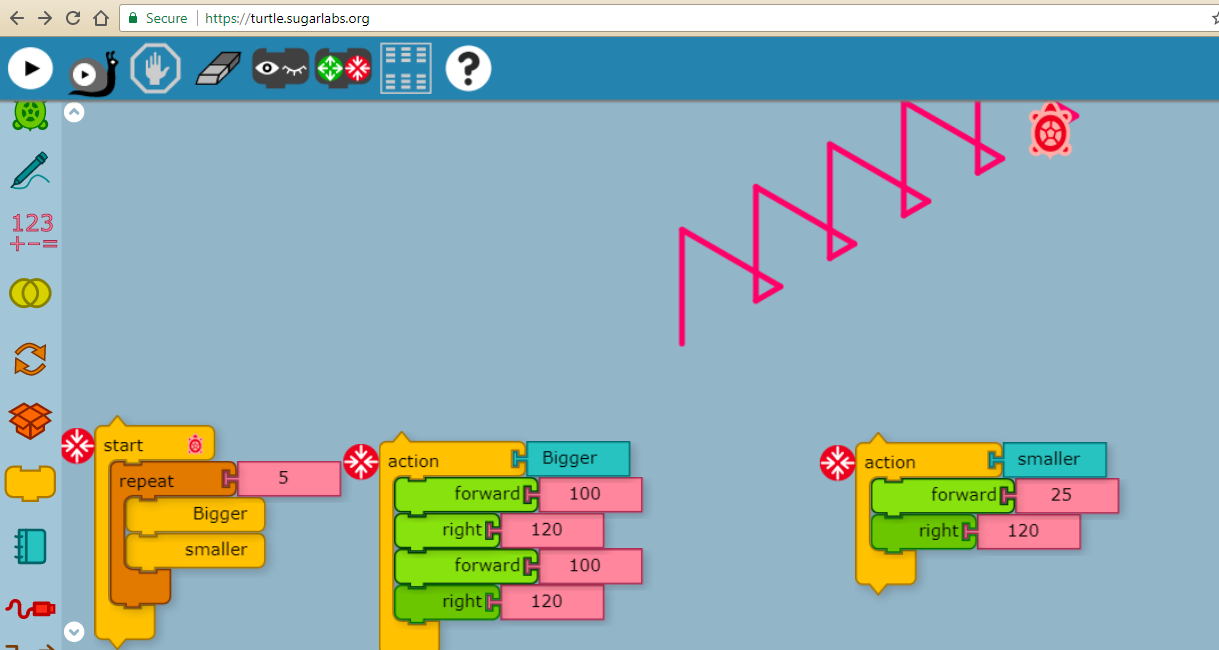 Secure https://turtle.sugarlabs.org
?
123
+−=
start
repeat 5
Bigger
smaller
action Bigger
forward 100
right 120
forward 100
right 120
action smaller
forward 25
right 120